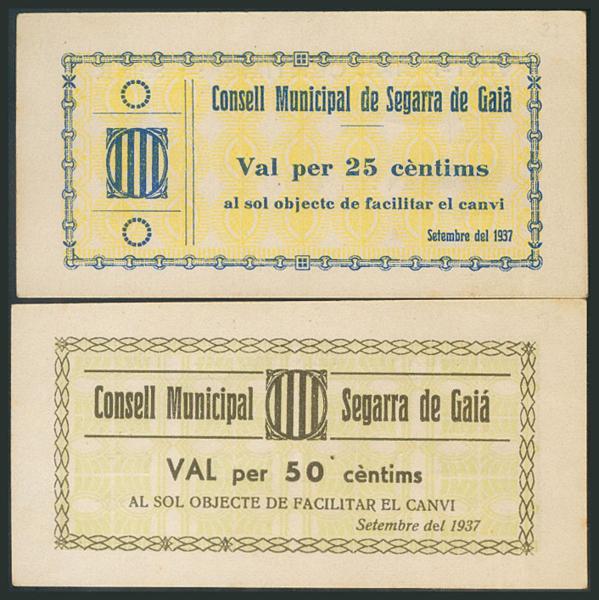 Consell Municipal de Segarra de Gaià
Val per 25 cèntims
al sol objecte de facilitar el canvi
Setembre del 1937
Consell Municipal Segarra de Gaiá
VAL per 50 cèntims
AL SOL OBJECTE DE FACILITAR EL CANVI
Setembre del 1937